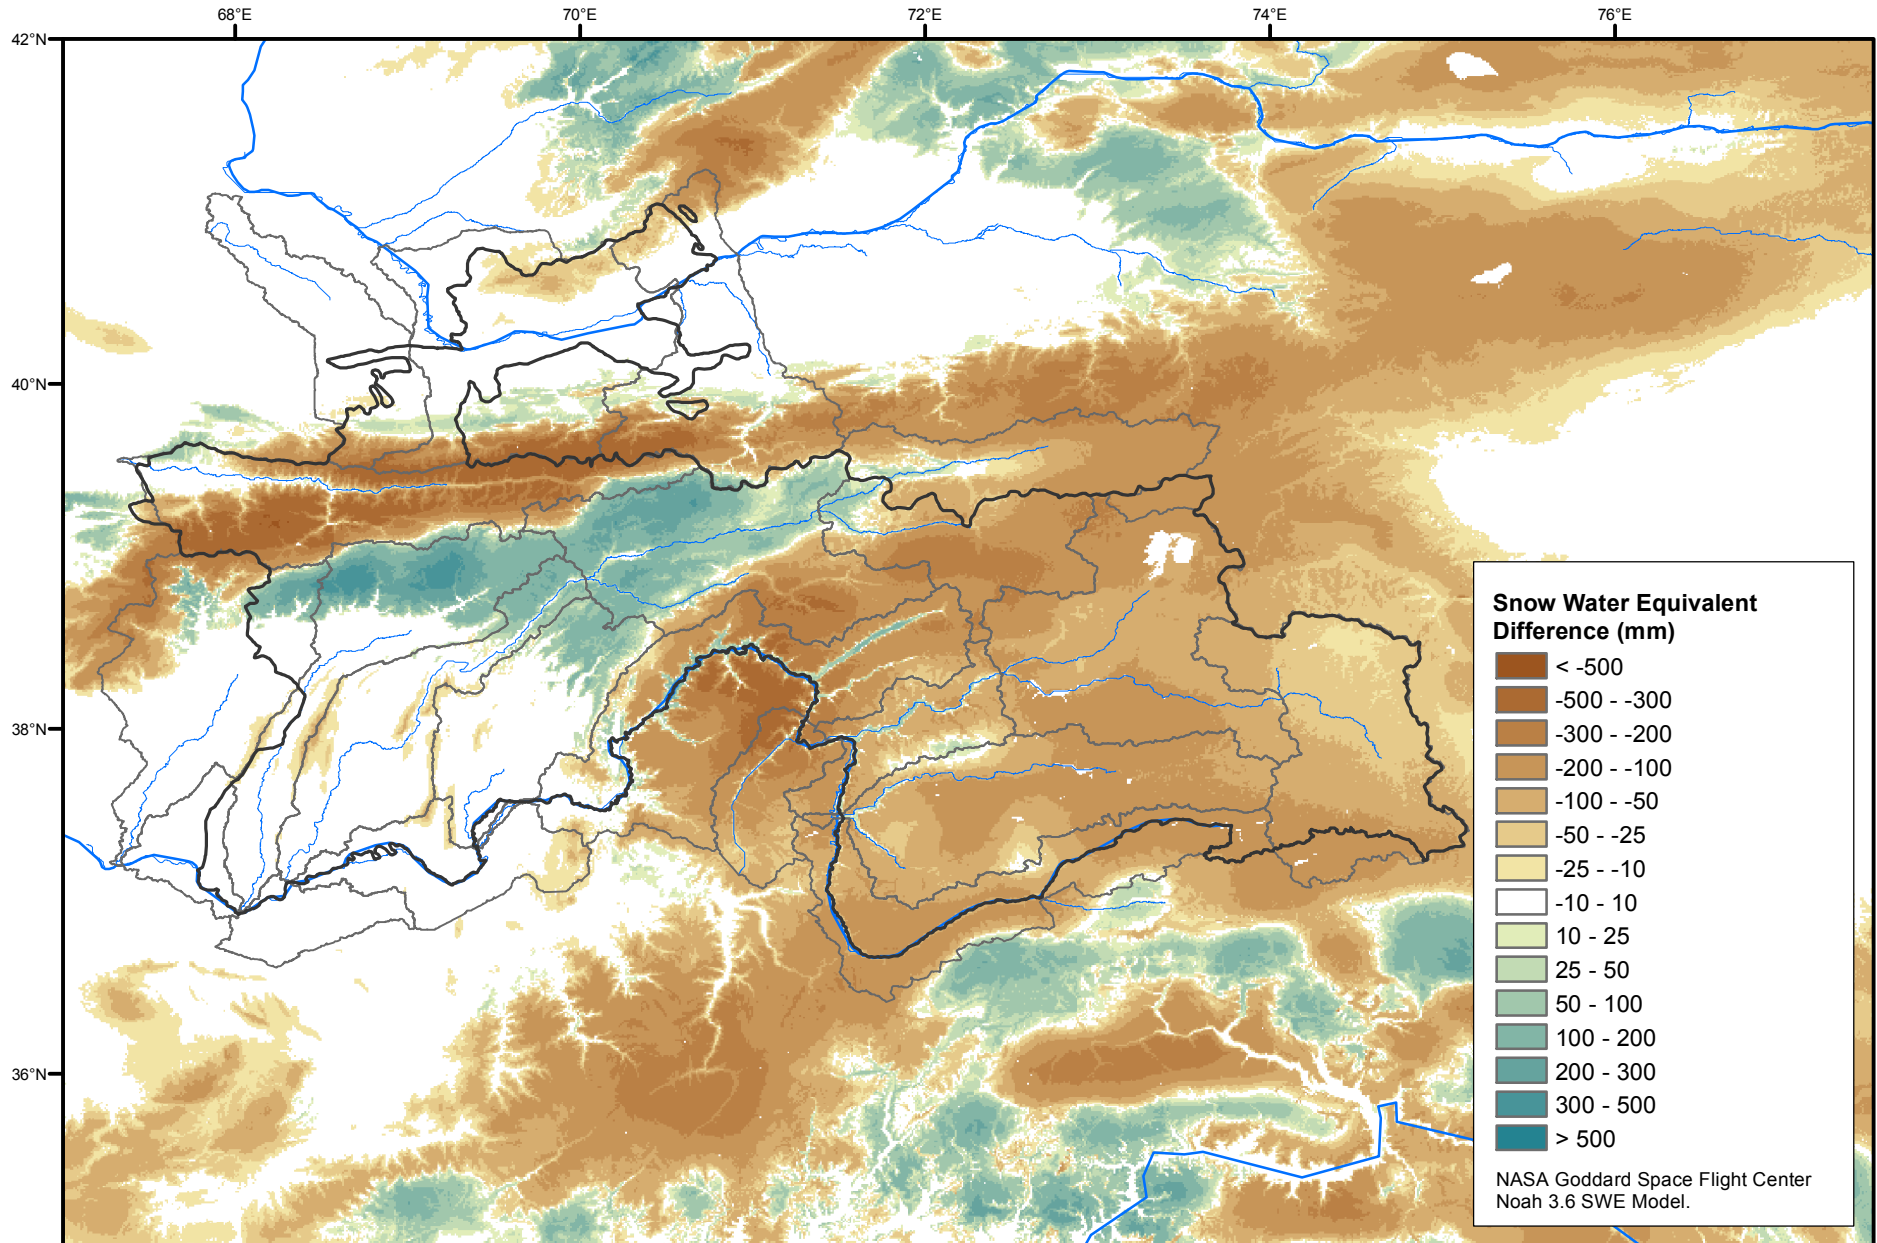 68°E
70°E
72°E
74°E
76°E
42°N
40°N
38°N
36°N
Snow Water Equivalent
Difference (mm)
< -500
-500 - -300
-300 - -200
-200 - -100
-100 - -50
-50 - -25
-25 - -10
-10 - 10
10 - 25
25 - 50
50 - 100
100 - 200
200 - 300
300 - 500
> 500
NASA Goddard Space Flight Center
Noah 3.6 SWE Model.